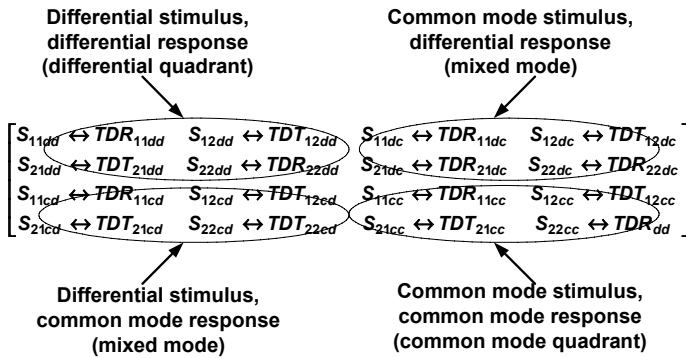 Differential stimulus,
differential response
(differential quadrant)
Common mode stimulus,
differential response
(mixed mode)
S11dd ↔ TDR11dd S12dd ↔ TDT12dd S11dc ↔ TDR11dc S12dc ↔ TDT12dc
S21dd ↔ TDT21dd S22dd ↔ TDR22dd S21dc ↔ TDR21dc S22dc ↔ TDR22dc
S11cd ↔ TDR11cd S12cd ↔ TDT12cd S11cc ↔ TDR11cc S12cc ↔ TDT12cc
S21cd ↔ TDT21cd S22cd ↔ TDT22cd S21cc ↔ TDT21cc S22cc ↔ TDRdd
Differential stimulus,
common mode response
(mixed mode)
Common mode stimulus,
common mode response
(common mode quadrant)